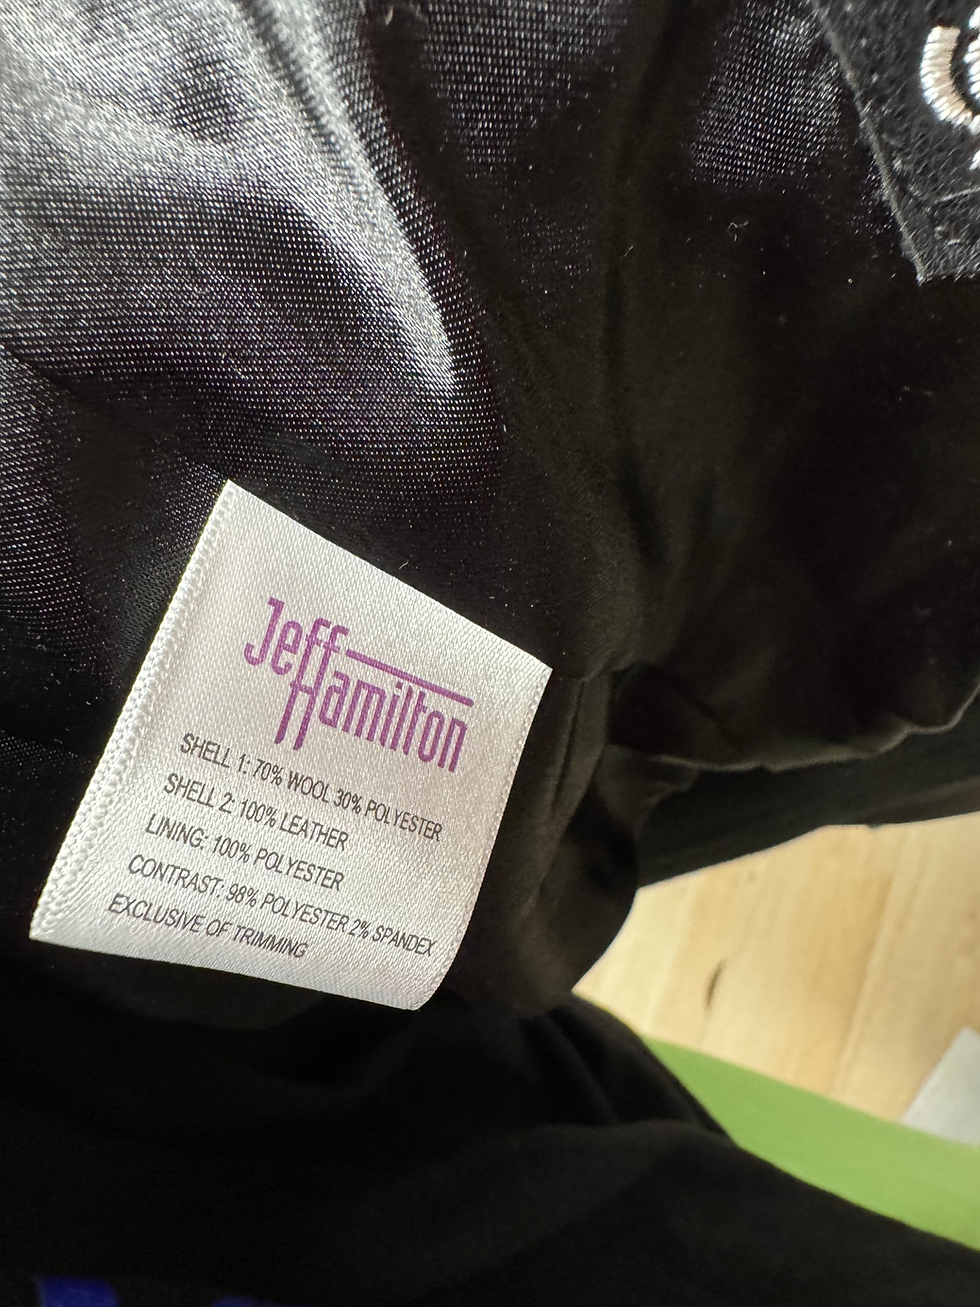 Jeff
Hamilton
SHELL 1: 70% WOOL 30% POLYESTER
SHELL 2: 100% LEATHER
LINING: 100% POLYESTER
CONTRAST: 98% POLYESTER 2% SPANDEX
EXCLUSIVE OF TRIMMING